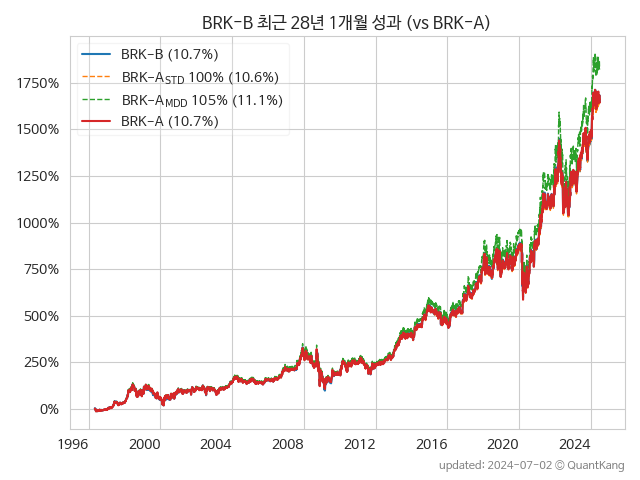 BRK-B 최근 28년 1개월 성과 (vs BRK-A)
BRK-B (10.7%)
BRK-A_STD 100% (10.6%)
BRK-A_MDD 105% (11.1%)
BRK-A (10.7%)
1750%
1500%
1250%
1000%
750%
500%
250%
0%
1996 2000 2004 2008 2012 2016 2020 2024
updated: 2024-07-02 © QuantKang